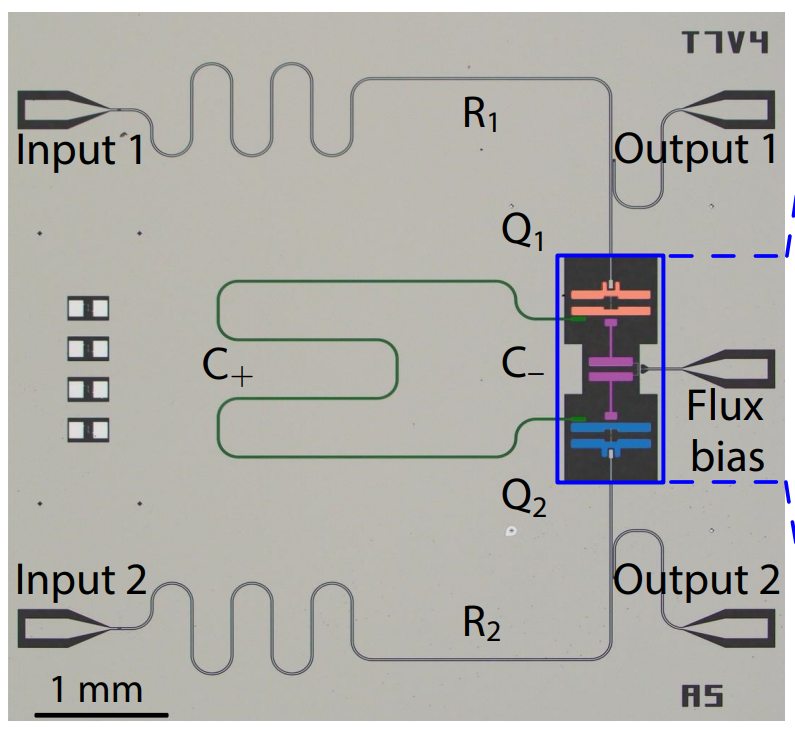 T7V4
R₁
Input 1
Output 1
Q₁
C₊
C₋
Flux
bias
Q₂
Input 2
Output 2
R₂
1 mm
A5